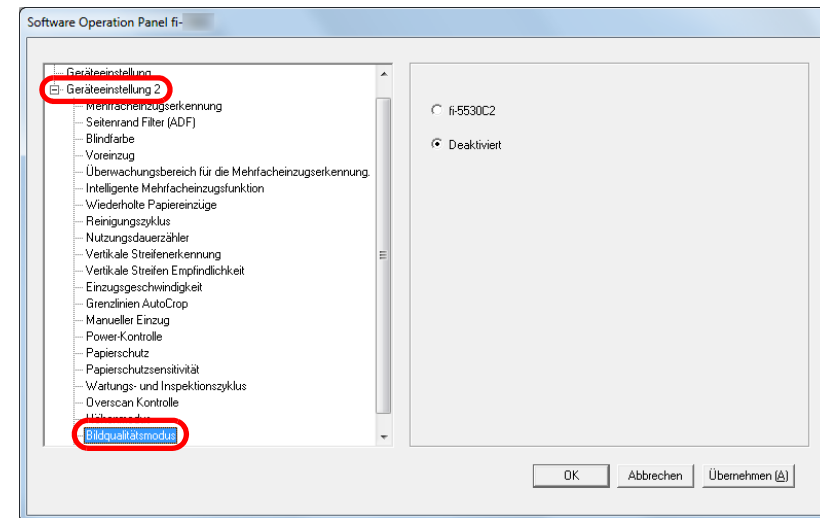 Software Operation Panel fi-
Geräteeinstellung
Geräteeinstellung 2
Mehrfacheinzugserkennung
Seitenrand Filter (ADF)
Blindfarbe
Voreinzug
Überwachungsbereich für die Mehrfacheinzugserkennung.
Intelligente Mehrfacheinzugsfunktion
Wiederholte Papiereinzüge
Reinigungszyklus
Nutzungsdauerzähler
Vertikale Streifenerkennung
Vertikale Streifen Empfindlichkeit
Einzugsgeschwindigkeit
Grenzlinien AutoCrop
Manueller Einzug
Power-Kontrolle
Papierschutz
Papierschutzsensitivität
Wartungs- und Inspektionszyklus
Overscan Kontrolle
Höhenmodus
Bildqualitätsmodus
fi-5530C2
Deaktiviert
OK Abbrechen Übernehmen (A)